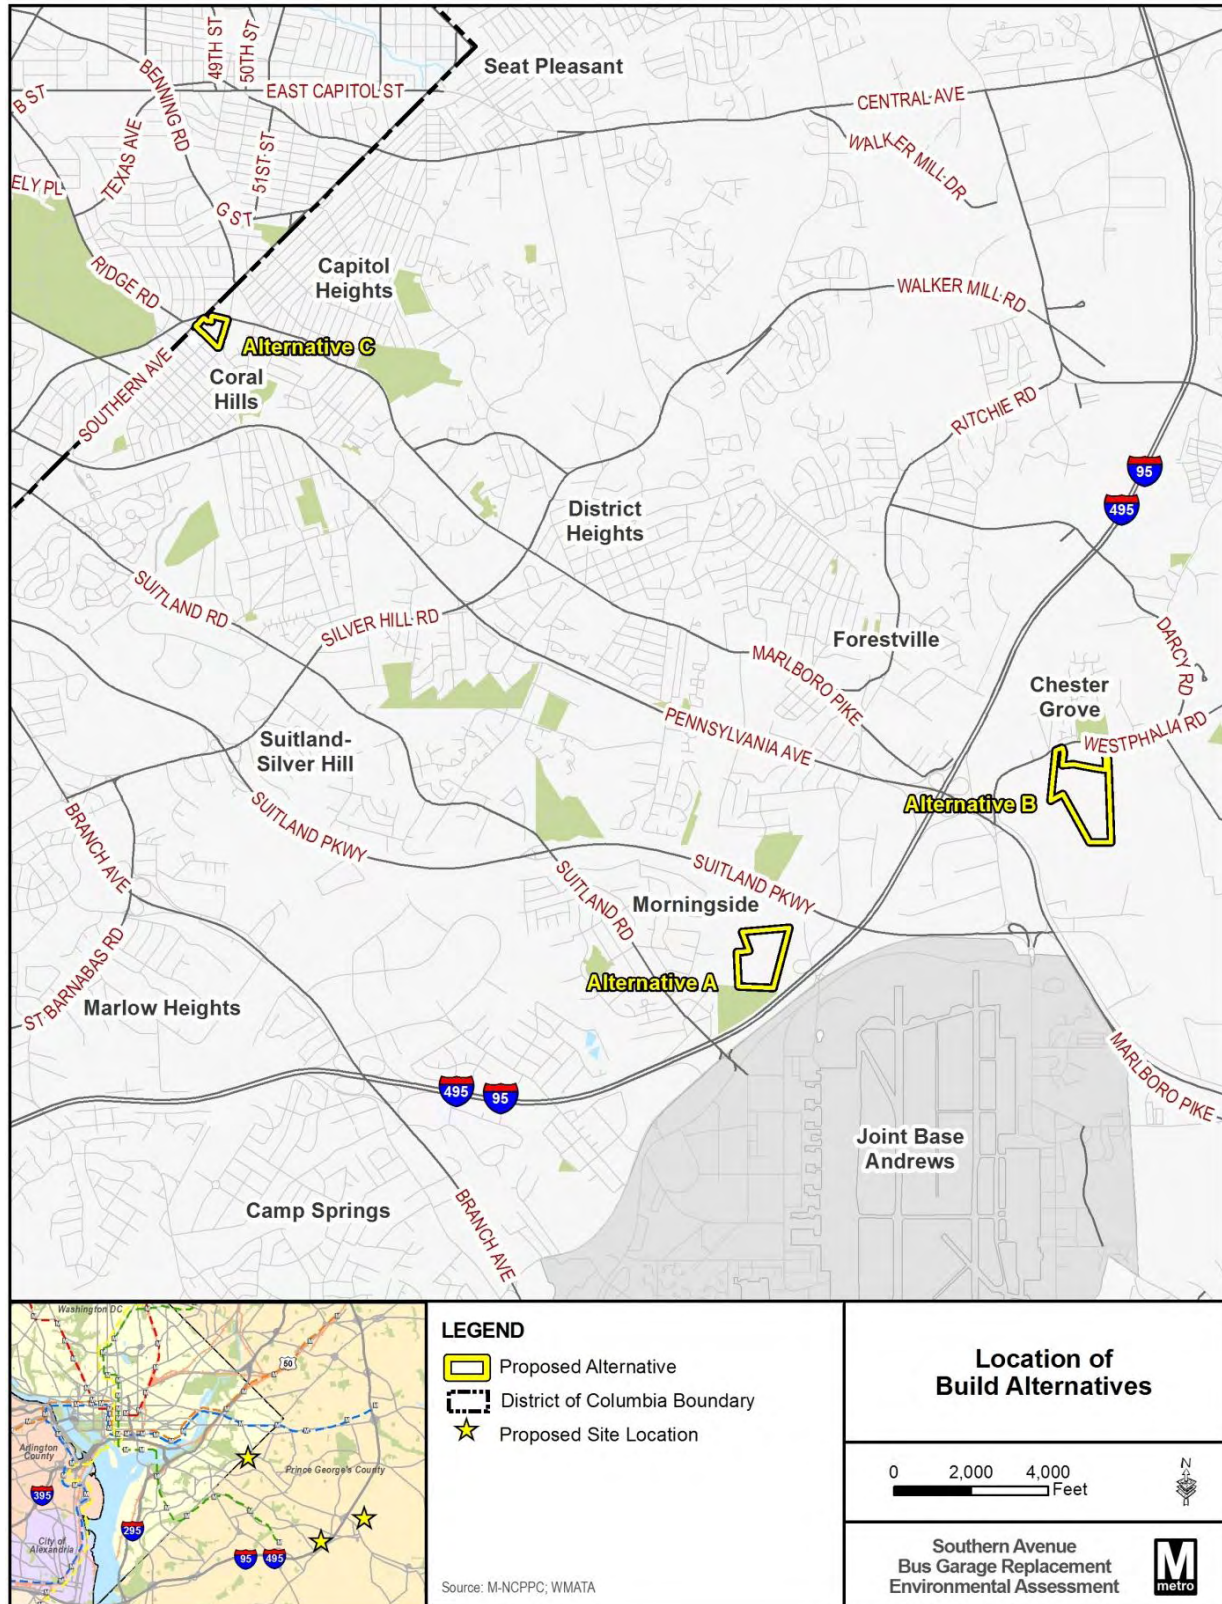 49TH ST
50TH ST
BENNING RD
B ST
EAST CAPITOL ST
Seat Pleasant
CENTRAL AVE
TEXAS AVE
51ST ST
WALKER MILL DR
ELY PL
G ST
RIDGE RD
Capitol
Heights
WALKER MILL RD
Alternative C
SOUTHERN AVE
Coral
Hills
RITCHIE RD
95
495
District
Heights
SUITLAND RD
SILVER HILL RD
Forestville
DARCY RD
MARLBORO PIKE
Chester
Grove
PENNSYLVANIA AVE
WESTPHALIA RD
Suitland-
Silver Hill
Alternative B
BRANCH AVE
SUITLAND PKWY
SUITLAND PKWY
SUITLAND RD
Morningside
ST BARNABAS RD
Alternative A
Marlow Heights
MARLBORO PIKE
495
95
Joint Base
Andrews
Camp Springs
BRANCH AVE
Washington DC
50
Arlington
County
Prince George's County
395
295
City of
Alexandria
95
495
LEGEND
Proposed Alternative
District of Columbia Boundary
Proposed Site Location
Source: M-NCPPC; WMATA
Location of
Build Alternatives
0 2,000 4,000
Feet
N
Southern Avenue
Bus Garage Replacement
Environmental Assessment
M
metro